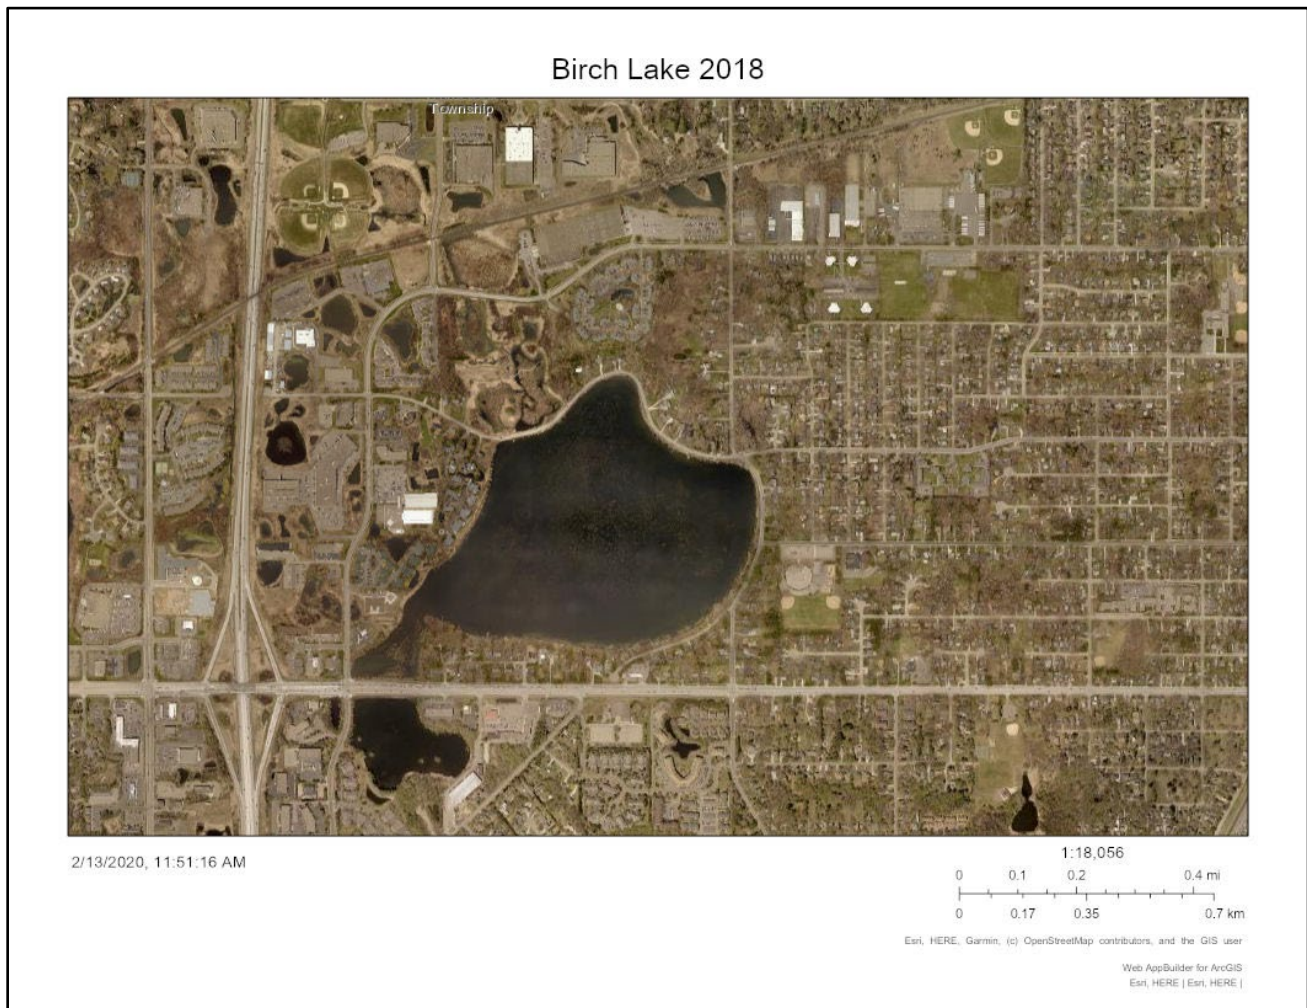 Birch Lake 2018
Township
2/13/2020, 11:51:16 AM
1:18,056
0 0.1 0.2 0.4 mi
0 0.17 0.35 0.7 km
Esri, HERE, Garmin, (c) OpenStreetMap contributors, and the GIS user
Web AppBuilder for ArcGIS
Esri, HERE | Esri, HERE |